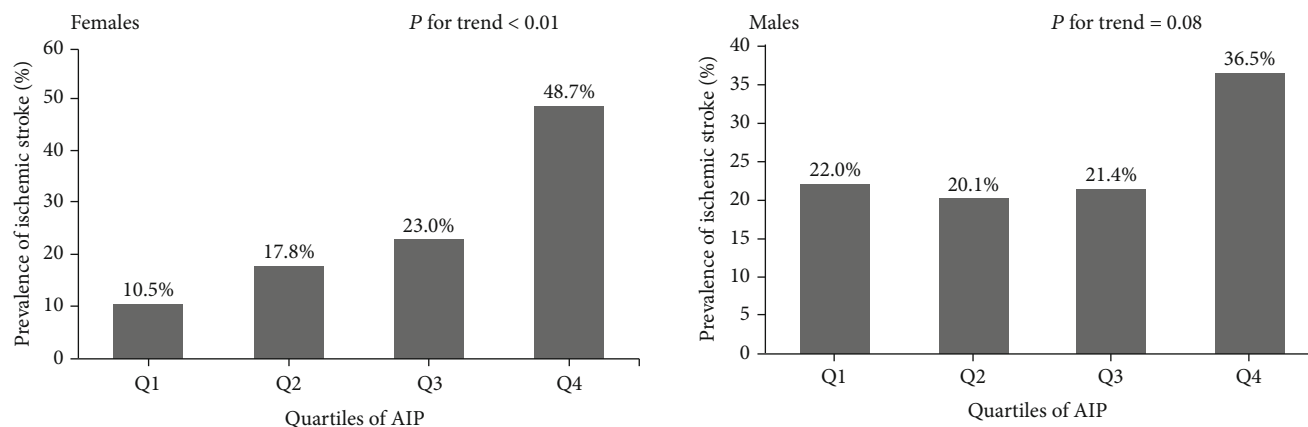 Females
P for trend < 0.01
Prevalence of ischemic stroke (%)
60
50
40
30
20
10
0
10.5%
17.8%
23.0%
48.7%
Q1 Q2 Q3 Q4
Quartiles of AIP
Males
P for trend = 0.08
Prevalence of ischemic stroke (%)
40
35
30
25
20
15
10
5
0
22.0%
20.1%
21.4%
36.5%
Q1 Q2 Q3 Q4
Quartiles of AIP